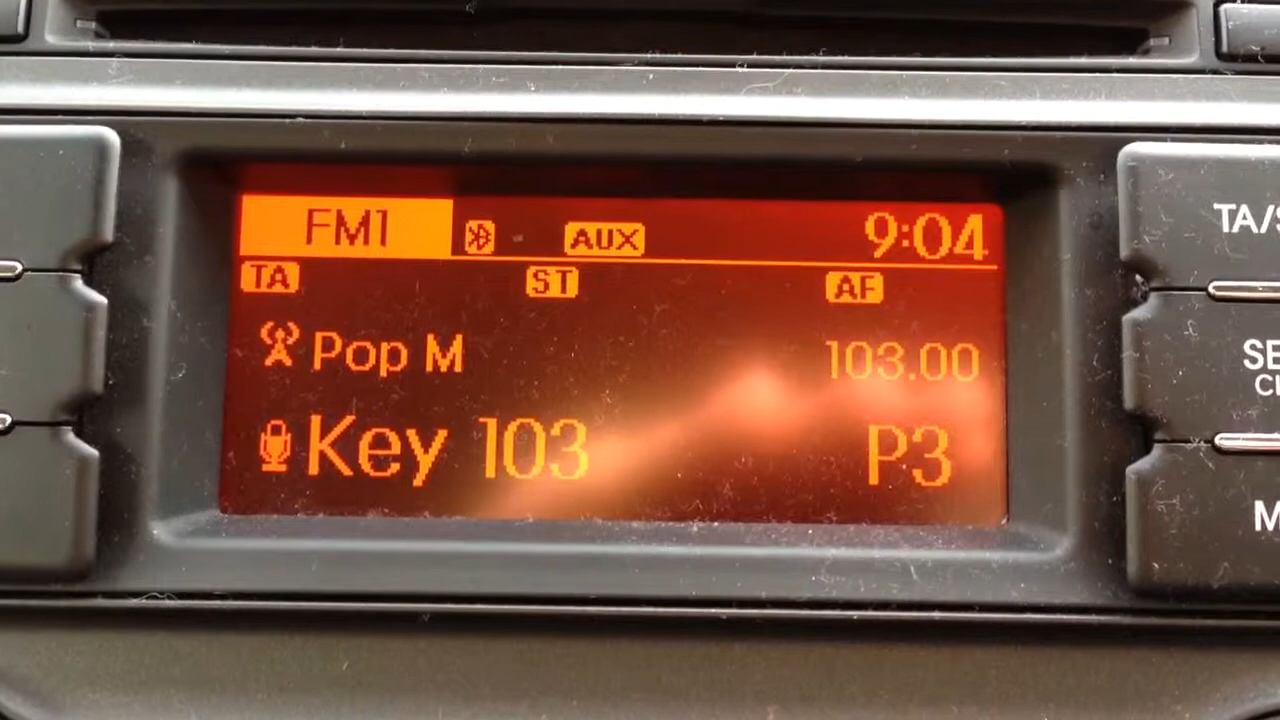 FM1 AUX 9:04
TA ST AF
Pop M 103.00
Key 103 P3
TA/S
SE
M